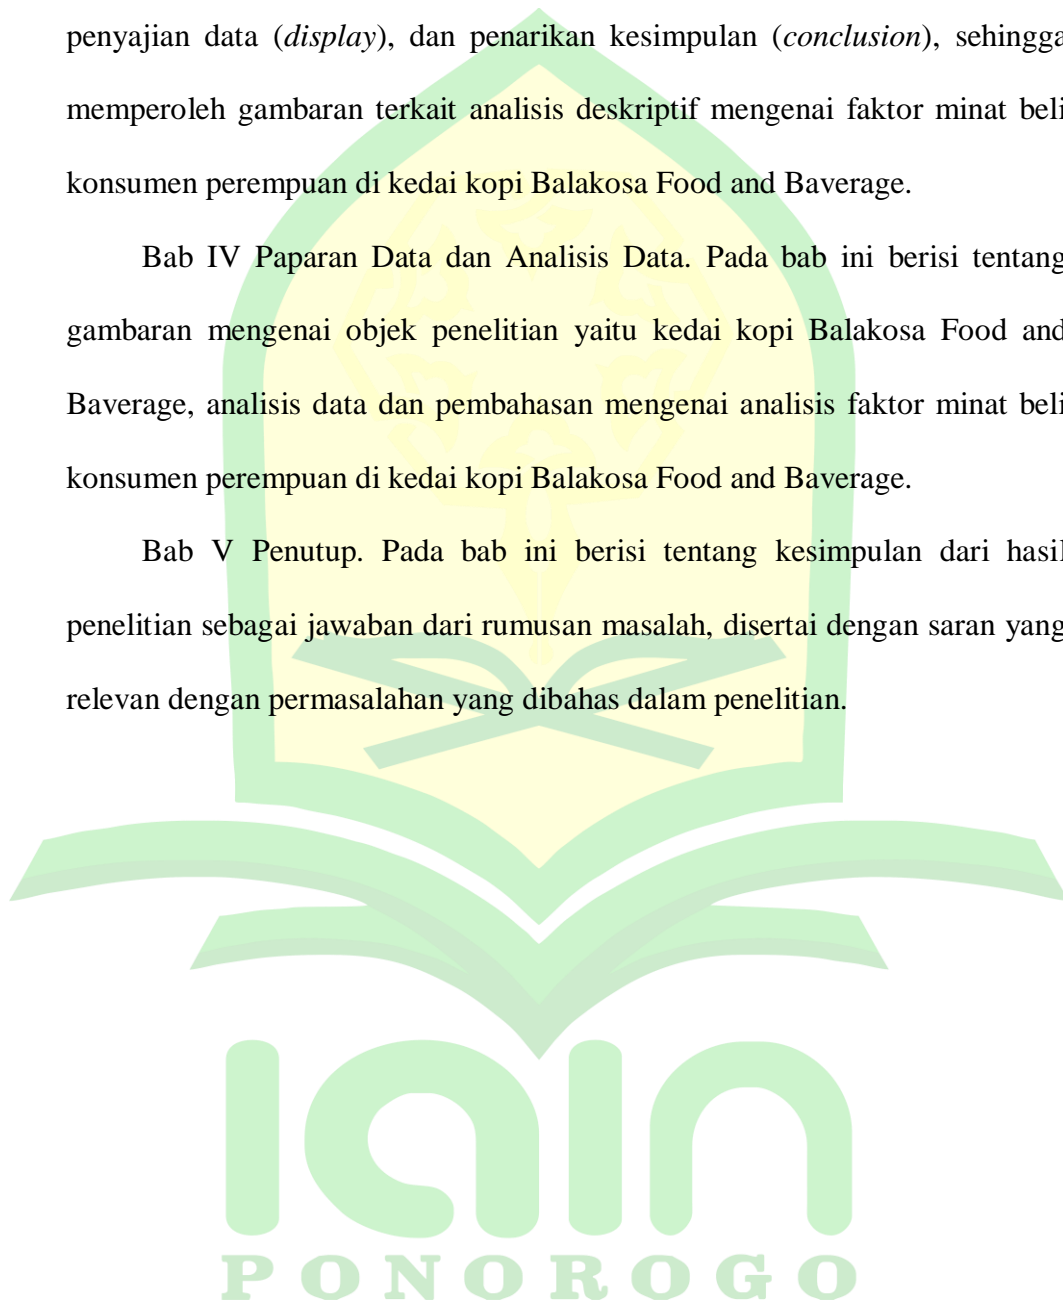 penyajian data (display), dan penarikan kesimpulan (conclusion), sehingga
memperoleh gambaran terkait analisis deskriptif mengenai faktor minat beli
konsumen perempuan di kedai kopi Balakosa Food and Baverage.
Bab IV Paparan Data dan Analisis Data. Pada bab ini berisi tentang
gambaran mengenai objek penelitian yaitu kedai kopi Balakosa Food and
Baverage, analisis data dan pembahasan mengenai analisis faktor minat beli
konsumen perempuan di kedai kopi Balakosa Food and Baverage.
Bab V Penutup. Pada bab ini berisi tentang kesimpulan dari hasil
penelitian sebagai jawaban dari rumusan masalah, disertai dengan saran yang
relevan dengan permasalahan yang dibahas dalam penelitian.
IAIN
PONOROGO